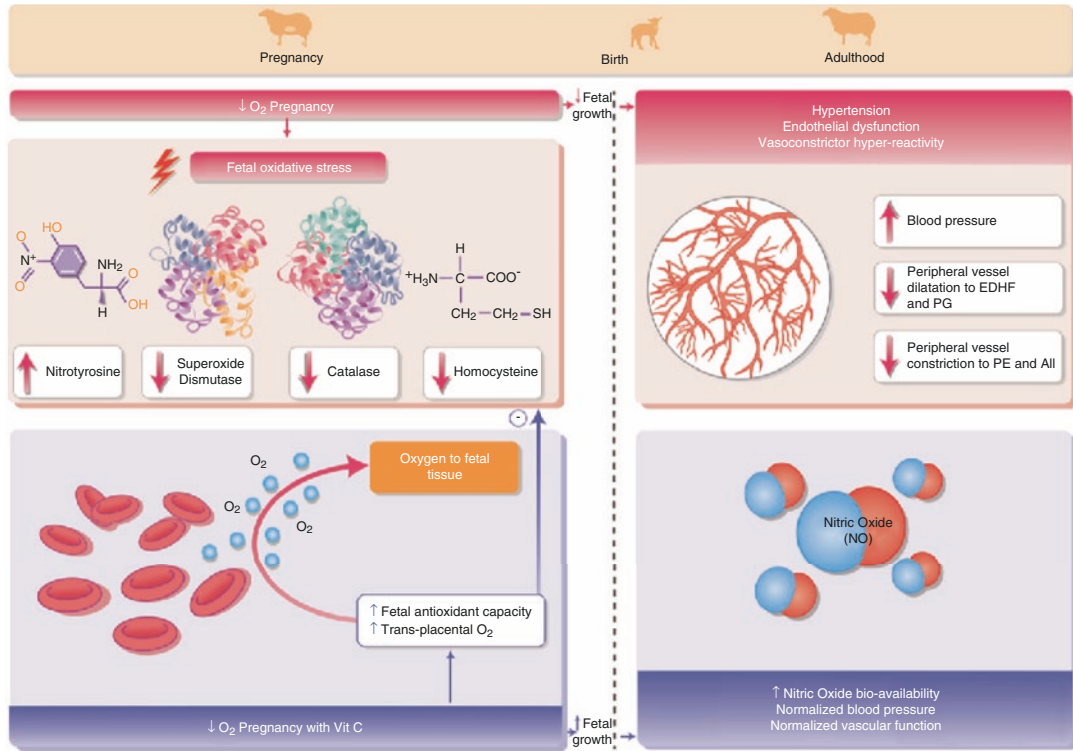 Pregnancy
Birth
Adulthood
↓ O2 Pregnancy
↓ Fetal
growth
Hypertension
Endothelial dysfunction
Vasoconstrictor hyper-reactivity
Fetal oxidative stress
HO
O
N+
O
NH2
O
OH
H
H
+H3N–C–COO-
CH2–CH2–SH
Nitrotyrosine
Superoxide
Dismutase
Catalase
Homocysteine
Blood pressure
Peripheral vessel
dilatation to EDHF
and PG
Peripheral vessel
constriction to PE and AII
-
O2
O2
O2
Oxygen to fetal
tissue
↑ Fetal antioxidant capacity
↑ Trans-placental O2
Nitric Oxide
(NO)
↓ O2 Pregnancy with Vit C
↑ Fetal
growth
↑ Nitric Oxide bio-availability
Normalized blood pressure
Normalized vascular function